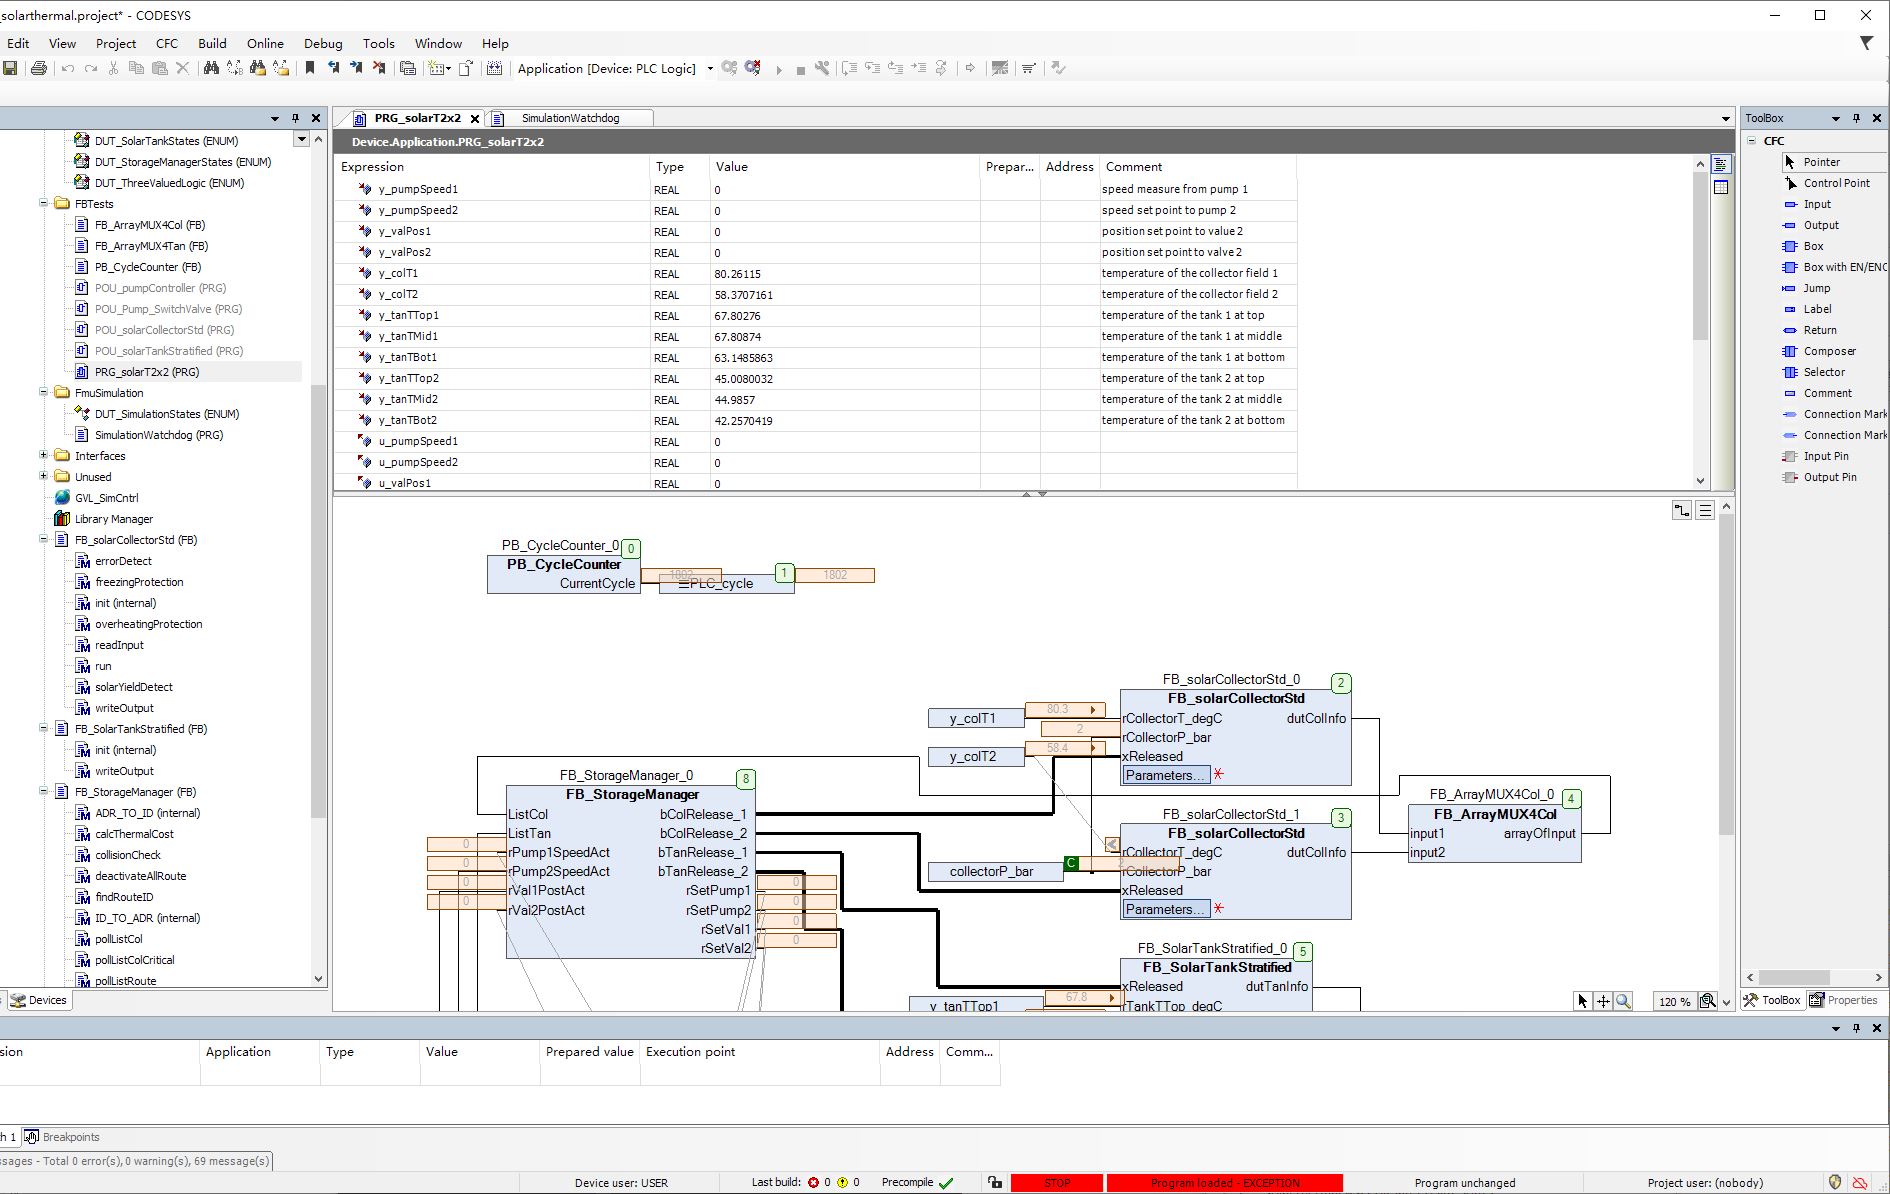 _solarthermal.project* - CODESYS
Edit View Project CFC Build Online Debug Tools Window Help
Application [Device: PLC Logic]
DUT_SolarTankStates (ENUM)
DUT_StorageManagerStates (ENUM)
DUT_ThreeValuedLogic (ENUM)
FBTests
FB_ArrayMUX4Col (FB)
FB_ArrayMUX4Tan (FB)
PB_CycleCounter (FB)
POU_pumpController (PRG)
POU_Pump_SwitchValve (PRG)
POU_solarCollectorStd (PRG)
POU_solarTankStratified (PRG)
PRG_solarT2x2 (PRG)
FmuSimulation
DUT_SimulationStates (ENUM)
SimulationWatchdog (PRG)
Interfaces
Unused
GVL_SimCntrl
Library Manager
FB_solarCollectorStd (FB)
errorDetect
freezingProtection
init (internal)
overheatingProtection
readInput
run
solarYieldDetect
writeOutput
FB_SolarTankStratified (FB)
init (internal)
writeOutput
FB_StorageManager (FB)
ADR_TO_ID (internal)
calcThermalCost
collisionCheck
deactivateAllRoute
findRouteID
ID_TO_ADR (internal)
pollListCol
pollListColCritical
pollListRoute
Devices
PRG_solarT2x2 SimulationWatchdog
Device.Application.PRG_solarT2x2
Expression Type Value Prepar... Address Comment
y_pumpSpeed1 REAL 0 speed measure from pump 1
y_pumpSpeed2 REAL 0 speed set point to pump 2
y_valPos1 REAL 0 position set point to value 2
y_valPos2 REAL 0 position set point to valve 2
y_colT1 REAL 80.26115 temperature of the collector field 1
y_colT2 REAL 58.3707161 temperature of the collector field 2
y_tanTTop1 REAL 67.80276 temperature of the tank 1 at top
y_tanTMid1 REAL 67.80874 temperature of the tank 1 at middle
y_tanTBot1 REAL 63.1485863 temperature of the tank 1 at bottom
y_tanTTop2 REAL 45.0080032 temperature of the tank 2 at top
y_tanTMid2 REAL 44.9857 temperature of the tank 2 at middle
y_tanTBot2 REAL 42.2570419 temperature of the tank 2 at bottom
u_pumpSpeed1 REAL 0
u_pumpSpeed2 REAL 0
u_valPos1 REAL 0
PB_CycleCounter_0 0
PB_CycleCounter
CurrentCycle 1802 PLC_cycle 1 1802
FB_StorageManager_0 8
FB_StorageManager
ListCol bColRelease_1
ListTan bColRelease_2
0 rPump1SpeedAct bTanRelease_1
0 rPump2SpeedAct bTanRelease_2
0 rVal1PostAct rSetPump1 0
0 rVal2PostAct rSetPump2 0
rSetVal1 0
rSetVal2 0
FB_solarCollectorStd_0 2
FB_solarCollectorStd
y_colT1 80.3 rCollectorT_degC dutColInfo
2 rCollectorP_bar
y_colT2 58.4 xReleased
Parameters...
FB_solarCollectorStd_1 3
FB_solarCollectorStd
rCollectorT_degC dutColInfo
collectorP_bar C 2 rCollectorP_bar
xReleased
Parameters...
FB_ArrayMUX4Col_0 4
FB_ArrayMUX4Col
input1 arrayOfInput
input2
FB_SolarTankStratified_0 5
FB_SolarTankStratified
xReleased dutTanInfo
y_tanTTop1 67.8 rTankTTop_degC
120 %
ToolBox
CFC
Pointer
Control Point
Input
Output
Box
Box with EN/ENO
Jump
Label
Return
Composer
Selector
Comment
Connection Mark
Connection Mark
Input Pin
Output Pin
ToolBox Properties
sion Application Type Value Prepared value Execution point Address Comm...
h 1 Breakpoints
ssages - Total 0 error(s), 0 warning(s), 69 message(s)
Device user: USER Last build: 0 0 Precompile STOP Program loaded - EXCEPTION Program unchanged Project user: (nobody)